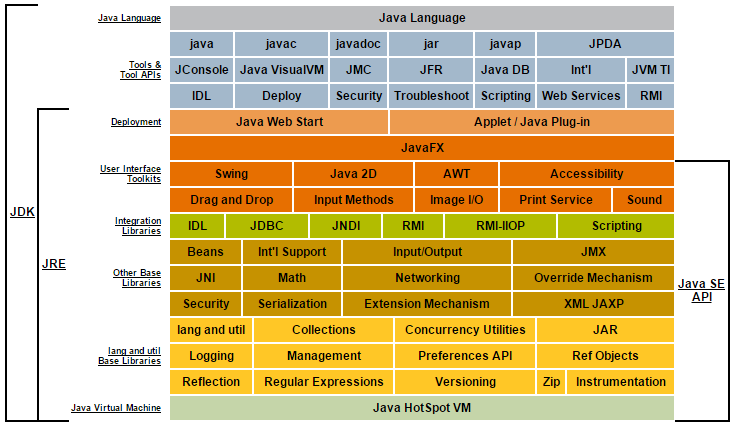 Java Language Java Language
java javac javadoc jar javap JPDA
Tools & Tool APIs JConsole Java VisualVM JMC JFR Java DB Int'l JVM TI
IDL Deploy Security Troubleshoot Scripting Web Services RMI
Deployment Java Web Start Applet / Java Plug-in
JavaFX
User Interface Toolkits Swing Java 2D AWT Accessibility
Drag and Drop Input Methods Image I/O Print Service Sound
JDK
Integration Libraries IDL JDBC JNDI RMI RMI-IIOP Scripting
Beans Int'l Support Input/Output JMX
JRE
Other Base Libraries JNI Math Networking Override Mechanism
Java SE API
Security Serialization Extension Mechanism XML JAXP
lang and util Collections Concurrency Utilities JAR
lang and util Base Libraries Logging Management Preferences API Ref Objects
Reflection Regular Expressions Versioning Zip Instrumentation
Java Virtual Machine Java HotSpot VM